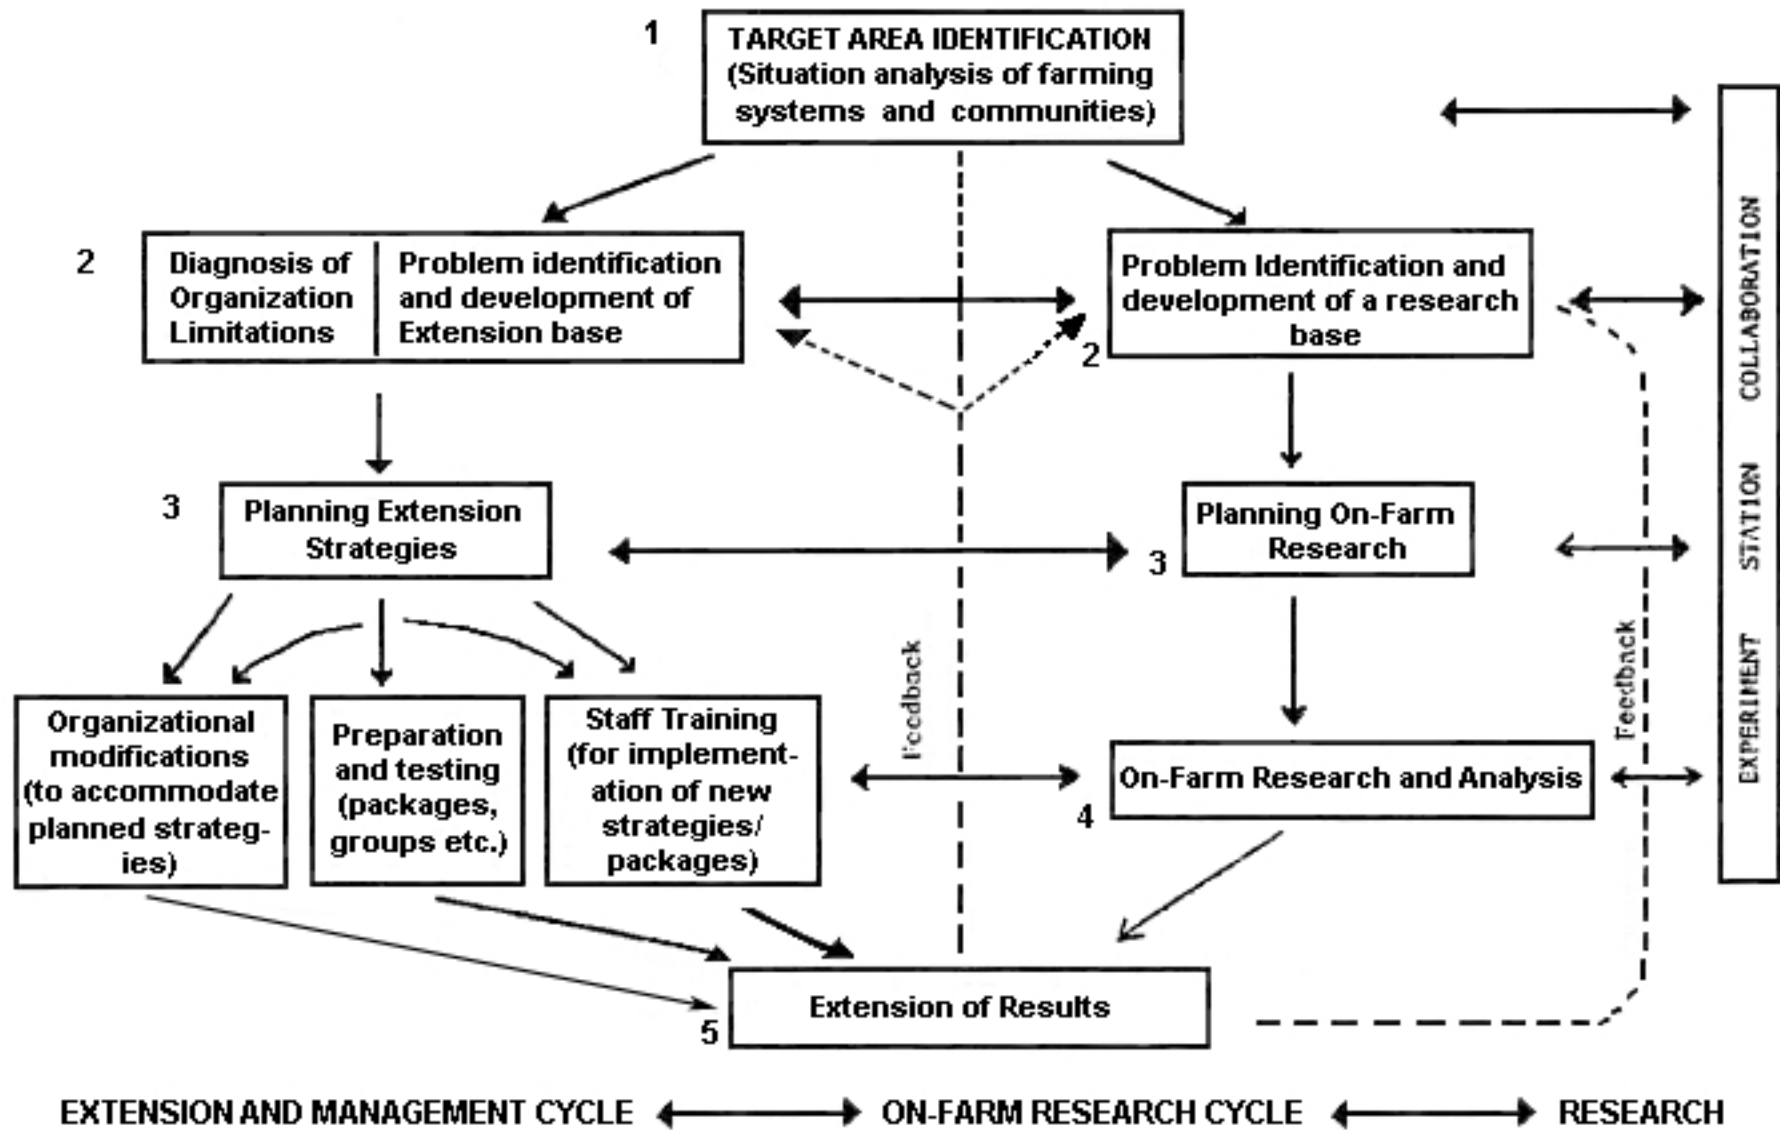 1
TARGET AREA IDENTIFICATION
(Situation analysis of farming
systems and communities)
2
Diagnosis of
Organization
Limitations
Problem identification
and development of
Extension base
Problem Identification and
development of a research
base
2
3
Planning Extension
Strategies
Planning On-Farm
Research
3
Organizational
modifications
(to accommodate
planned strateg-
ies)
Preparation
and testing
(packages,
groups etc.)
Staff Training
(for implement-
ation of new
strategies/
packages)
Feedback
On-Farm Research and Analysis
4
Feedback
EXPERIMENT STATION COLLABORATION
Extension of Results
5
EXTENSION AND MANAGEMENT CYCLE ON-FARM RESEARCH CYCLE RESEARCH